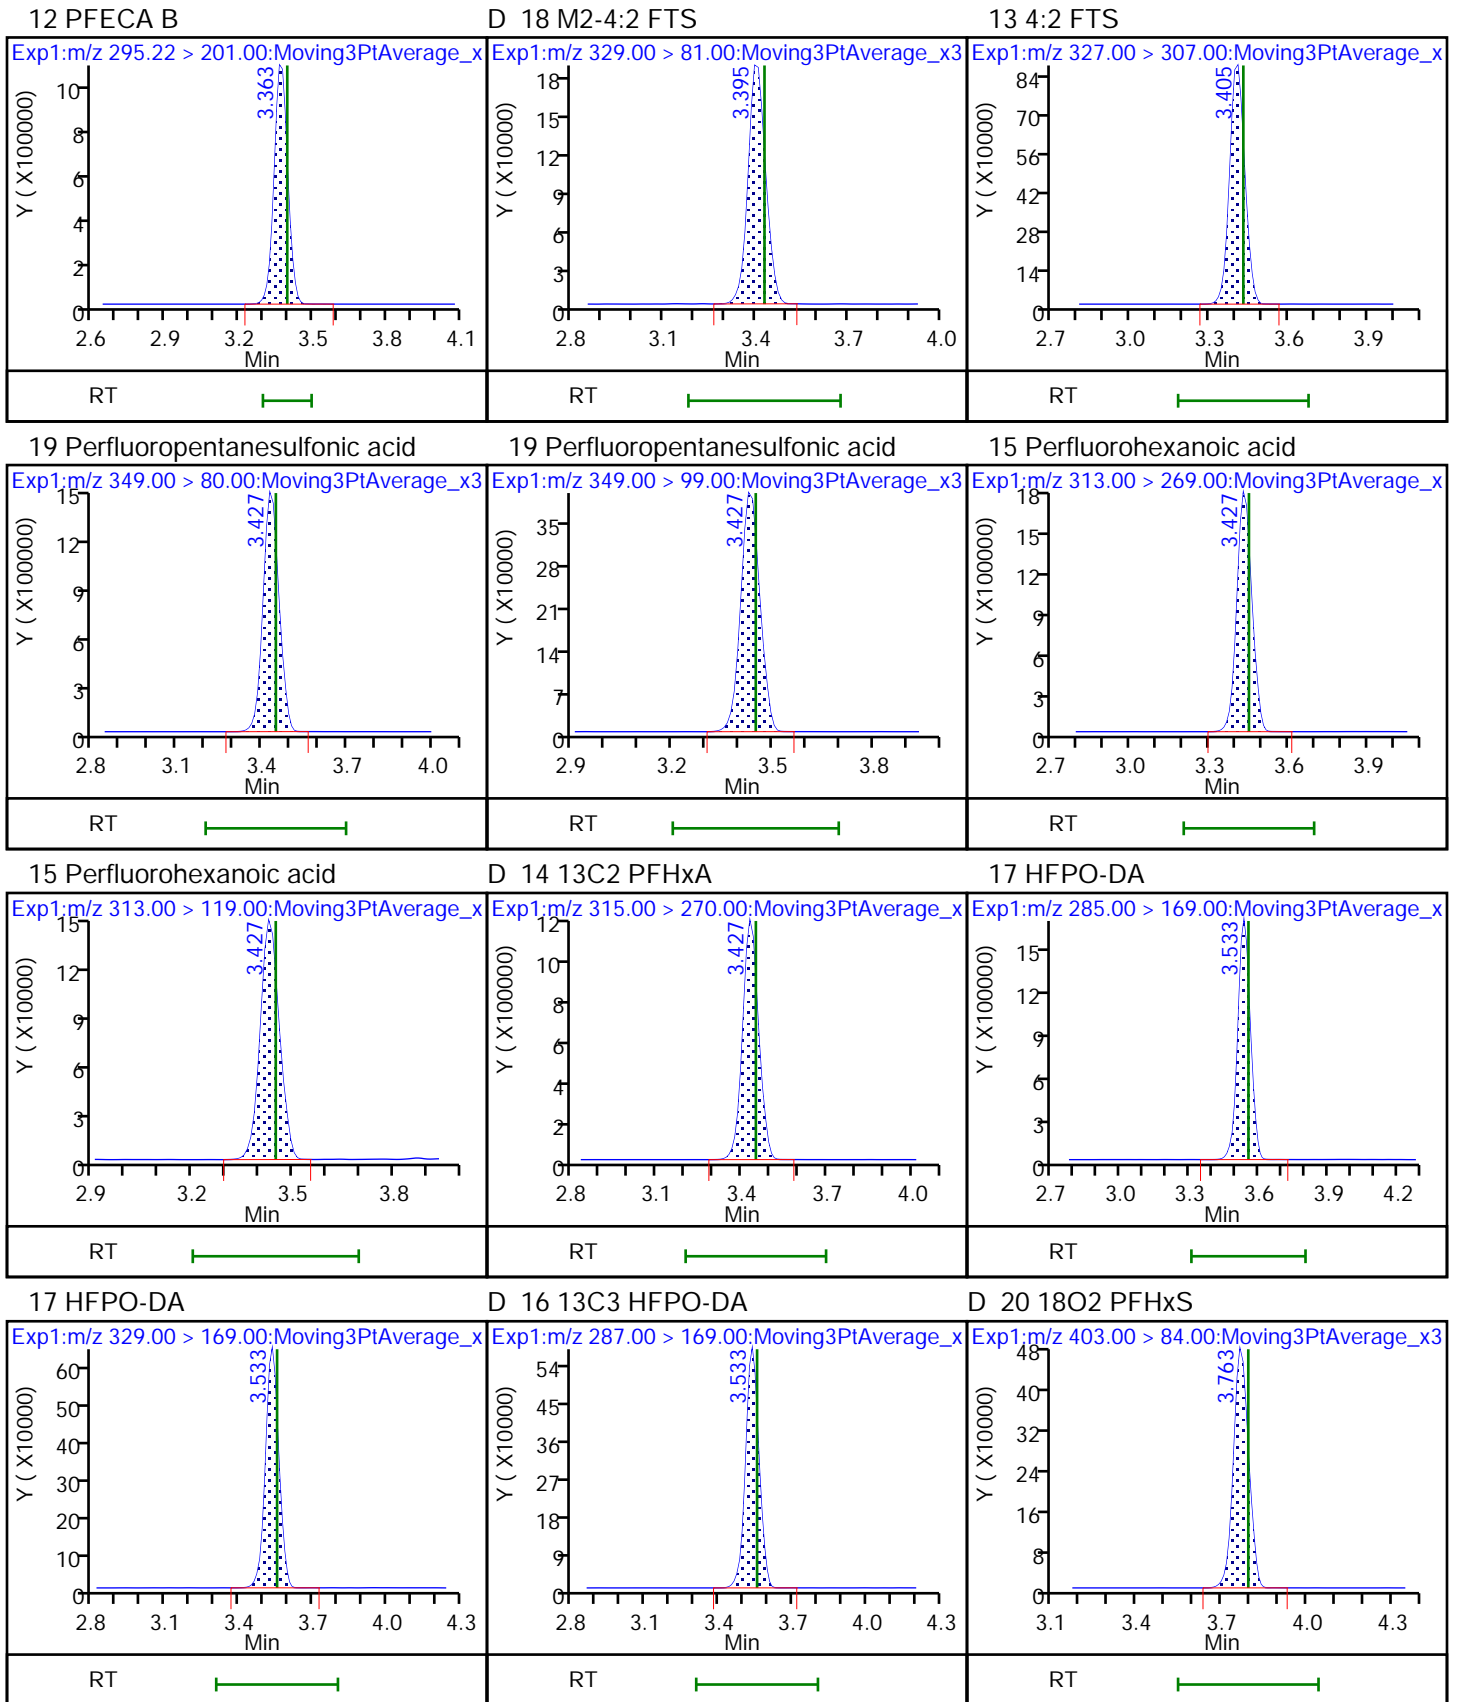 12 PFECA B
Exp1:m/z 295.22 > 201.00:Moving3PtAverage_x
Y ( X100000)
10
8
6
4
2
0
3.363
2.6 2.9 3.2 3.5 3.8 4.1
Min
RT
D 18 M2-4:2 FTS
Exp1:m/z 329.00 > 81.00:Moving3PtAverage_x3
Y ( X10000)
18
15
12
9
6
3
0
3.395
2.8 3.1 3.4 3.7 4.0
Min
RT
13 4:2 FTS
Exp1:m/z 327.00 > 307.00:Moving3PtAverage_x
Y ( X10000)
84
70
56
42
28
14
0
3.405
2.7 3.0 3.3 3.6 3.9
Min
RT
19 Perfluoropentanesulfonic acid
Exp1:m/z 349.00 > 80.00:Moving3PtAverage_x3
Y ( X100000)
15
12
9
6
3
0
3.427
2.8 3.1 3.4 3.7 4.0
Min
RT
19 Perfluoropentanesulfonic acid
Exp1:m/z 349.00 > 99.00:Moving3PtAverage_x3
Y ( X10000)
35
28
21
14
7
0
3.427
2.9 3.2 3.5 3.8
Min
RT
15 Perfluorohexanoic acid
Exp1:m/z 313.00 > 269.00:Moving3PtAverage_x
Y ( X100000)
18
15
12
9
6
3
0
3.427
2.7 3.0 3.3 3.6 3.9
Min
RT
15 Perfluorohexanoic acid
Exp1:m/z 313.00 > 119.00:Moving3PtAverage_x
Y ( X10000)
15
12
9
6
3
0
3.427
2.9 3.2 3.5 3.8
Min
RT
D 14 13C2 PFHxA
Exp1:m/z 315.00 > 270.00:Moving3PtAverage_x
Y ( X100000)
12
10
8
6
4
2
0
3.427
2.8 3.1 3.4 3.7 4.0
Min
RT
17 HFPO-DA
Exp1:m/z 285.00 > 169.00:Moving3PtAverage_x
Y ( X100000)
15
12
9
6
3
0
3.533
2.7 3.0 3.3 3.6 3.9 4.2
Min
RT
17 HFPO-DA
Exp1:m/z 329.00 > 169.00:Moving3PtAverage_x
Y ( X10000)
60
50
40
30
20
10
0
3.533
2.8 3.1 3.4 3.7 4.0 4.3
Min
RT
D 16 13C3 HFPO-DA
Exp1:m/z 287.00 > 169.00:Moving3PtAverage_x
Y ( X10000)
54
45
36
27
18
9
0
3.533
2.8 3.1 3.4 3.7 4.0 4.3
Min
RT
D 20 18O2 PFHxS
Exp1:m/z 403.00 > 84.00:Moving3PtAverage_x3
Y ( X10000)
48
40
32
24
16
8
0
3.763
3.1 3.4 3.7 4.0 4.3
Min
RT